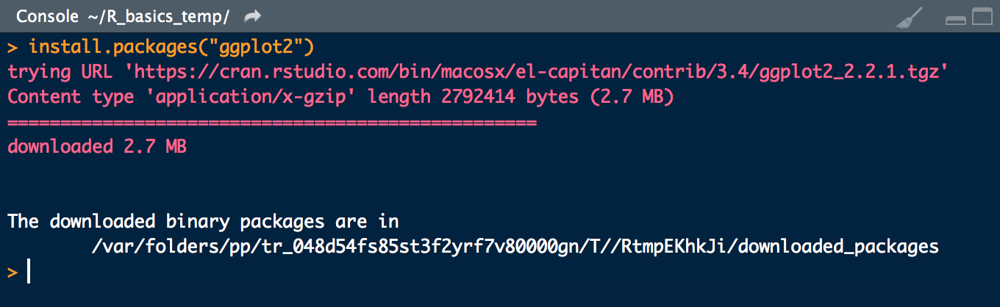 Console ~/R_basics_temp/
> install.packages("ggplot2")
trying URL 'https://cran.rstudio.com/bin/macosx/el-capitan/contrib/3.4/ggplot2_2.2.1.tgz'
Content type 'application/x-gzip' length 2792414 bytes (2.7 MB)
==================================================
downloaded 2.7 MB
The downloaded binary packages are in
/var/folders/pp/tr_048d54fs85st3f2yrf7v80000gn/T//RtmpEKhkJi/downloaded_packages
>